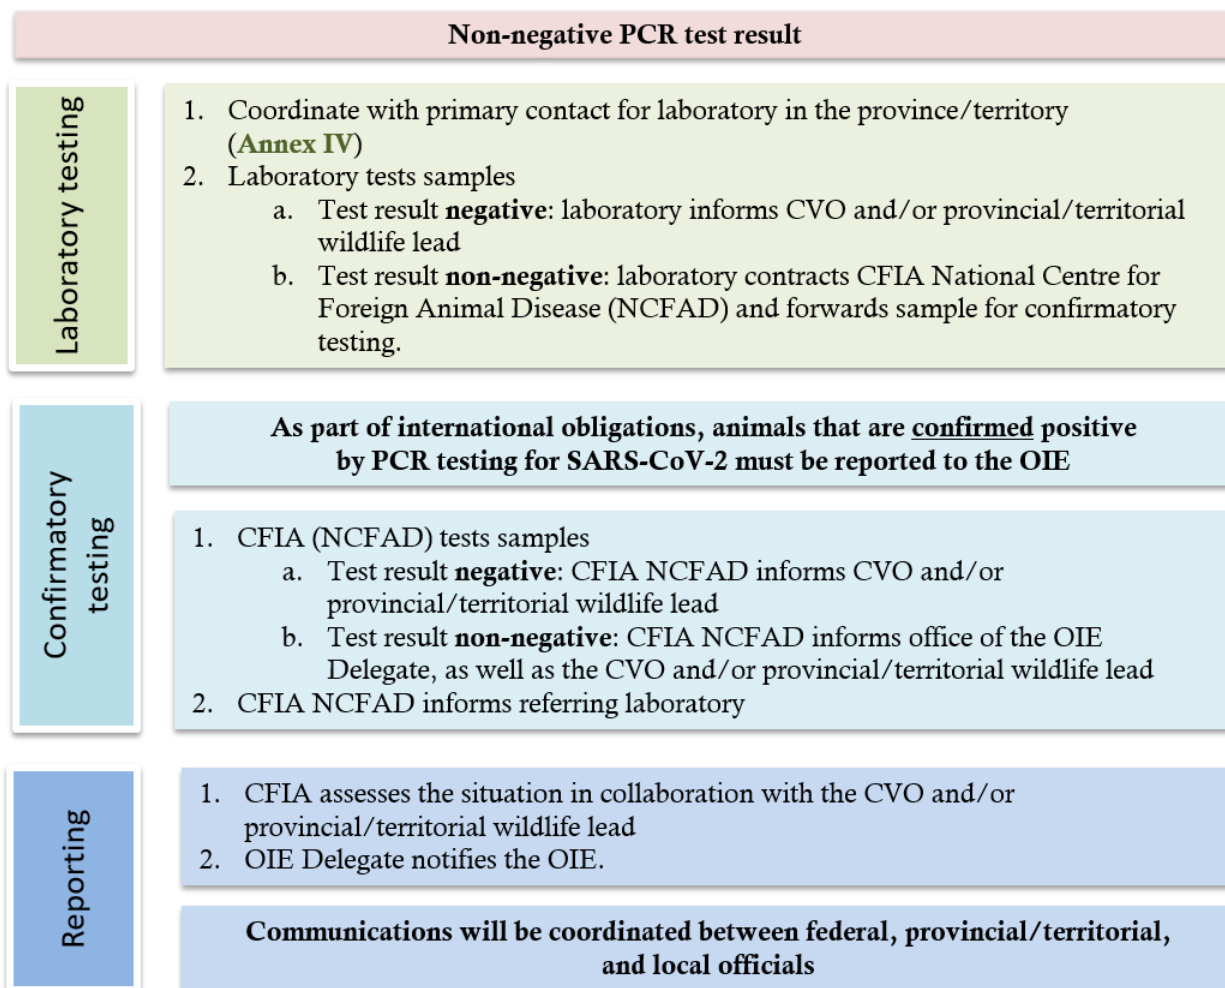 Non-negative PCR test result
Laboratory testing
1. Coordinate with primary contact for laboratory in the province/territory
(Annex IV)
2. Laboratory tests samples
a. Test result negative: laboratory informs CVO and/or provincial/territorial
wildlife lead
b. Test result non-negative: laboratory contracts CFIA National Centre for
Foreign Animal Disease (NCFAD) and forwards sample for confirmatory
testing.
Confirmatory
testing
As part of international obligations, animals that are confirmed positive
by PCR testing for SARS-CoV-2 must be reported to the OIE
1. CFIA (NCFAD) tests samples
a. Test result negative: CFIA NCFAD informs CVO and/or
provincial/territorial wildlife lead
b. Test result non-negative: CFIA NCFAD informs office of the OIE
Delegate, as well as the CVO and/or provincial/territorial wildlife lead
2. CFIA NCFAD informs referring laboratory
Reporting
1. CFIA assesses the situation in collaboration with the CVO and/or
provincial/territorial wildlife lead
2. OIE Delegate notifies the OIE.
Communications will be coordinated between federal, provincial/territorial,
and local officials